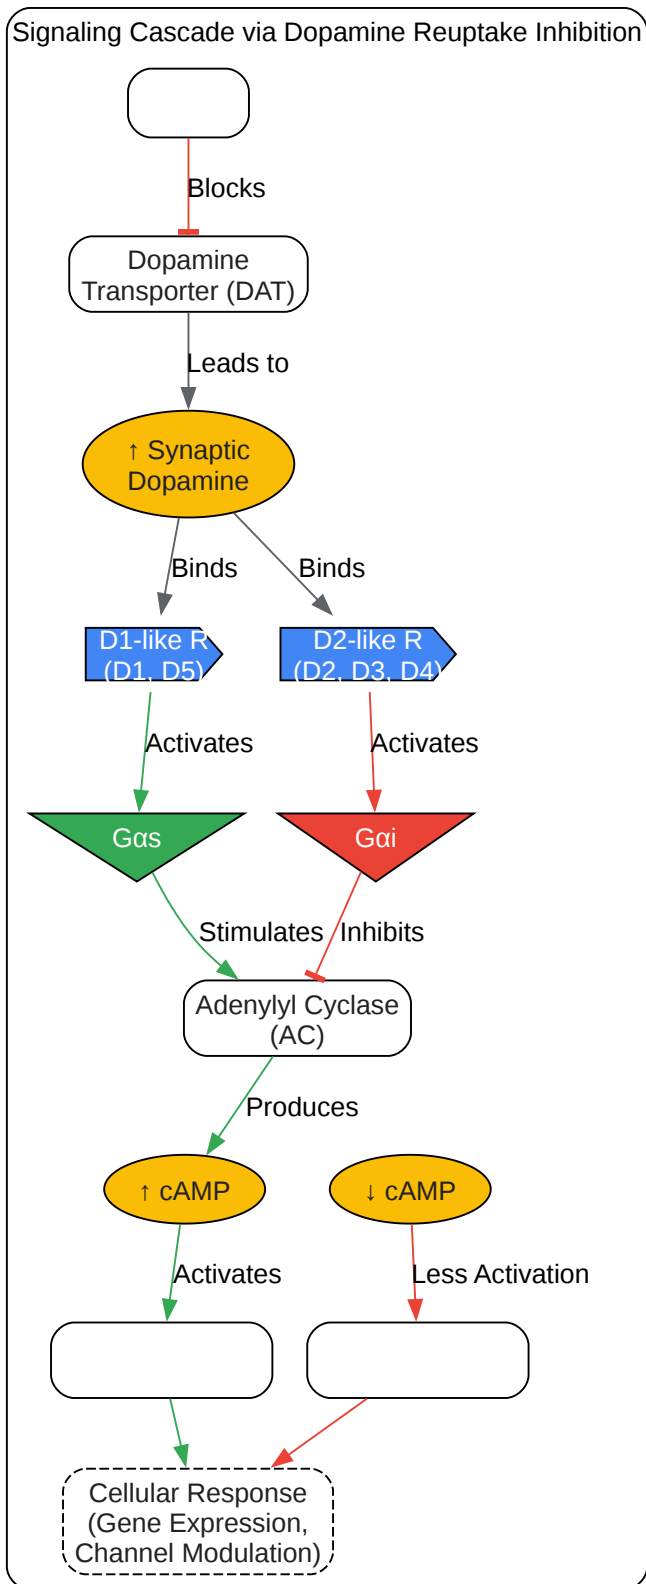 Signaling Cascade via Dopamine Reuptake Inhibition
Blocks
Dopamine
Transporter (DAT)
Leads to
↑ Synaptic
Dopamine
Binds
Binds
D1-like R
(D1, D5)
D2-like R
(D2, D3, D4)
Activates
Activates
Gαs
Gαi
Stimulates
Inhibits
Adenylyl Cyclase
(AC)
Produces
↑ cAMP
↓ cAMP
Activates
Less Activation
Cellular Response
(Gene Expression,
Channel Modulation)